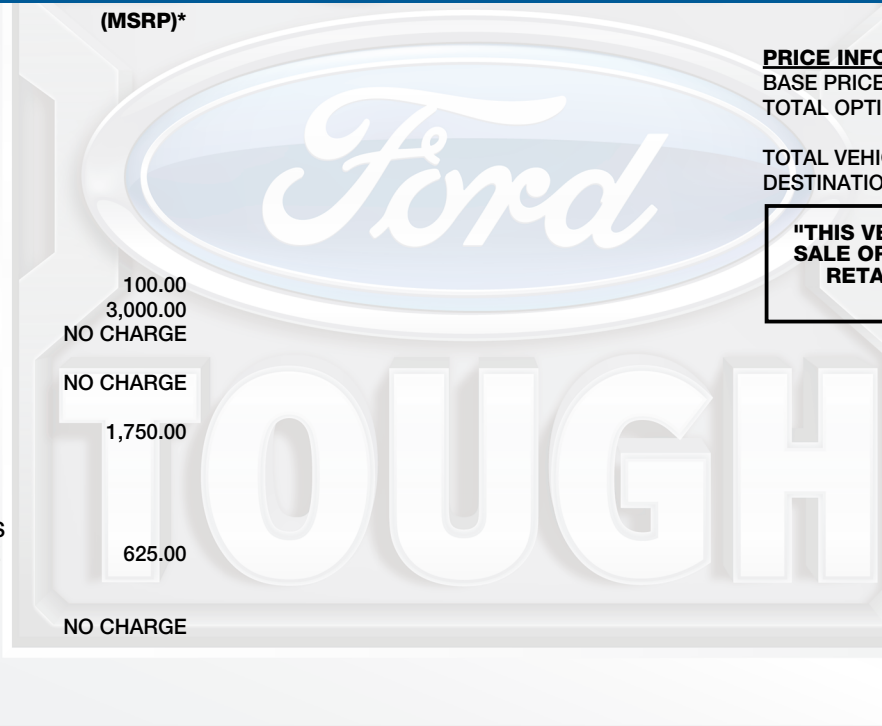 (MSRP)*
100.00
3,000.00
NO CHARGE
NO CHARGE
1,750.00
S
625.00
NO CHARGE
PRICE INFO
BASE PRICE
TOTAL OPTI
TOTAL VEHI
DESTINATIO
"THIS VE
SALE OR
RETA
Ford
TOUGH